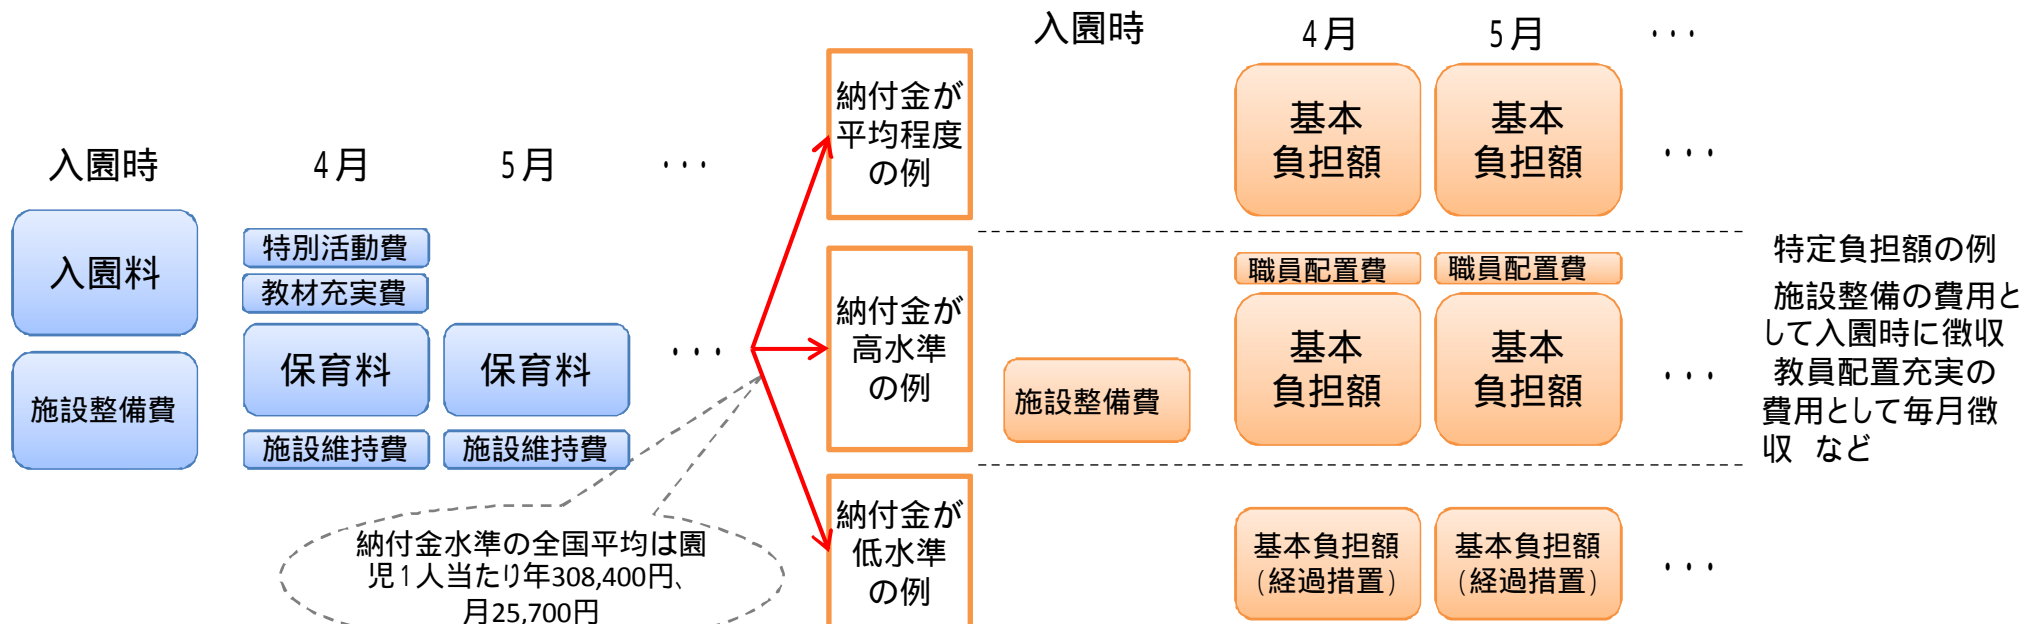 入園時
4月
5月
・・・
入園料
施設整備費
特別活動費
教材充実費
保育料
施設維持費
保育料
施設維持費
・・・
納付金水準の全国平均は園
児1人当たり年308,400円、
月25,700円
入園時
4月
5月
・・・
納付金が
平均程度
の例
基本
負担額
基本
負担額
・・・
納付金が
高水準
の例
施設整備費
職員配置費
基本
負担額
職員配置費
基本
負担額
・・・
納付金が
低水準
の例
基本負担額
(経過措置)
基本負担額
(経過措置)
・・・
特定負担額の例
施設整備の費用と
して入園時に徴収
教員配置充実の
費用として毎月徴
収 など